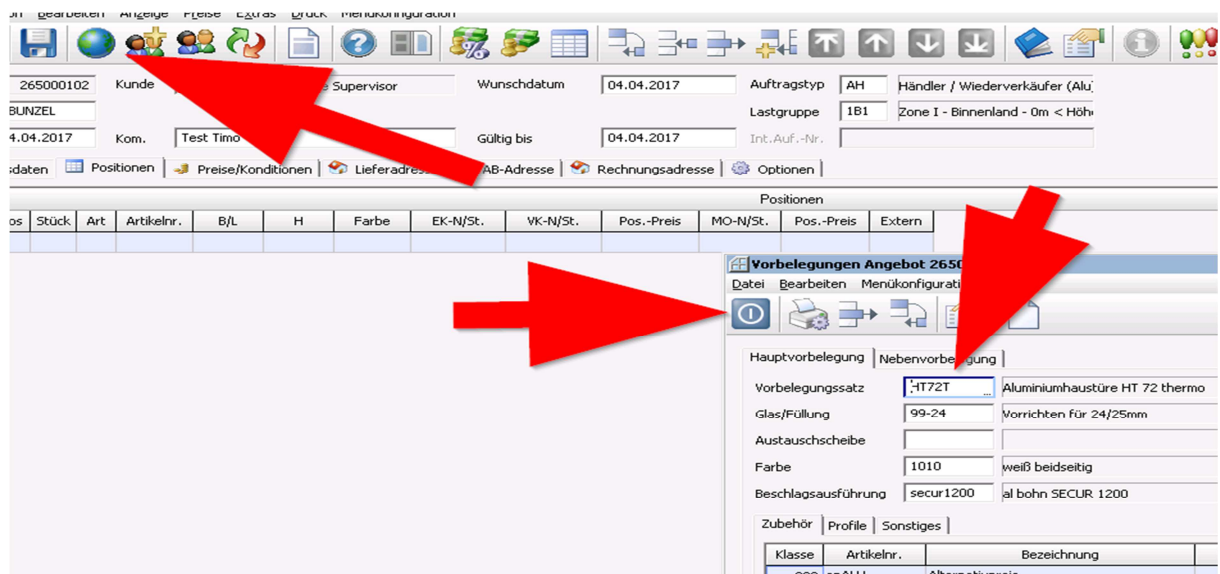 Bearbeiten Anzeige Preise Extras Druck Menükonfiguration
265000102 Kunde Supervisor Wunschdatum 04.04.2017 Auftragstyp AH Händler / Wiederverkäufer (Alu)
BUNZEL Lastgruppe 1B1 Zone I - Binnenland - 0m < Höh
4.04.2017 Kom. Test Timo Gültig bis 04.04.2017 Int.Auf.-Nr.
sdaten Positionen Preise/Konditionen Lieferadres AB-Adresse Rechnungsadresse Optionen
Positionen
os Stück Art Artikelnr. B/L H Farbe EK-N/St. VK-N/St. Pos.-Preis MO-N/St. Pos.-Preis Extern
Vorbelegungen Angebot 2650
Datei Bearbeiten Menükonfigurati
Hauptvorbelegung Nebenvorbelegung
Vorbelegungssatz HT72T ... Aluminiumhaustüre HT 72 thermo
Glas/Füllung 99-24 Vorrichten für 24/25mm
Austauschscheibe
Farbe 1010 weiß beidseitig
Beschlagsausführung secur1200 al bohn SECUR 1200
Zubehör Profile Sonstiges
Klasse Artikelnr. Bezeichnung